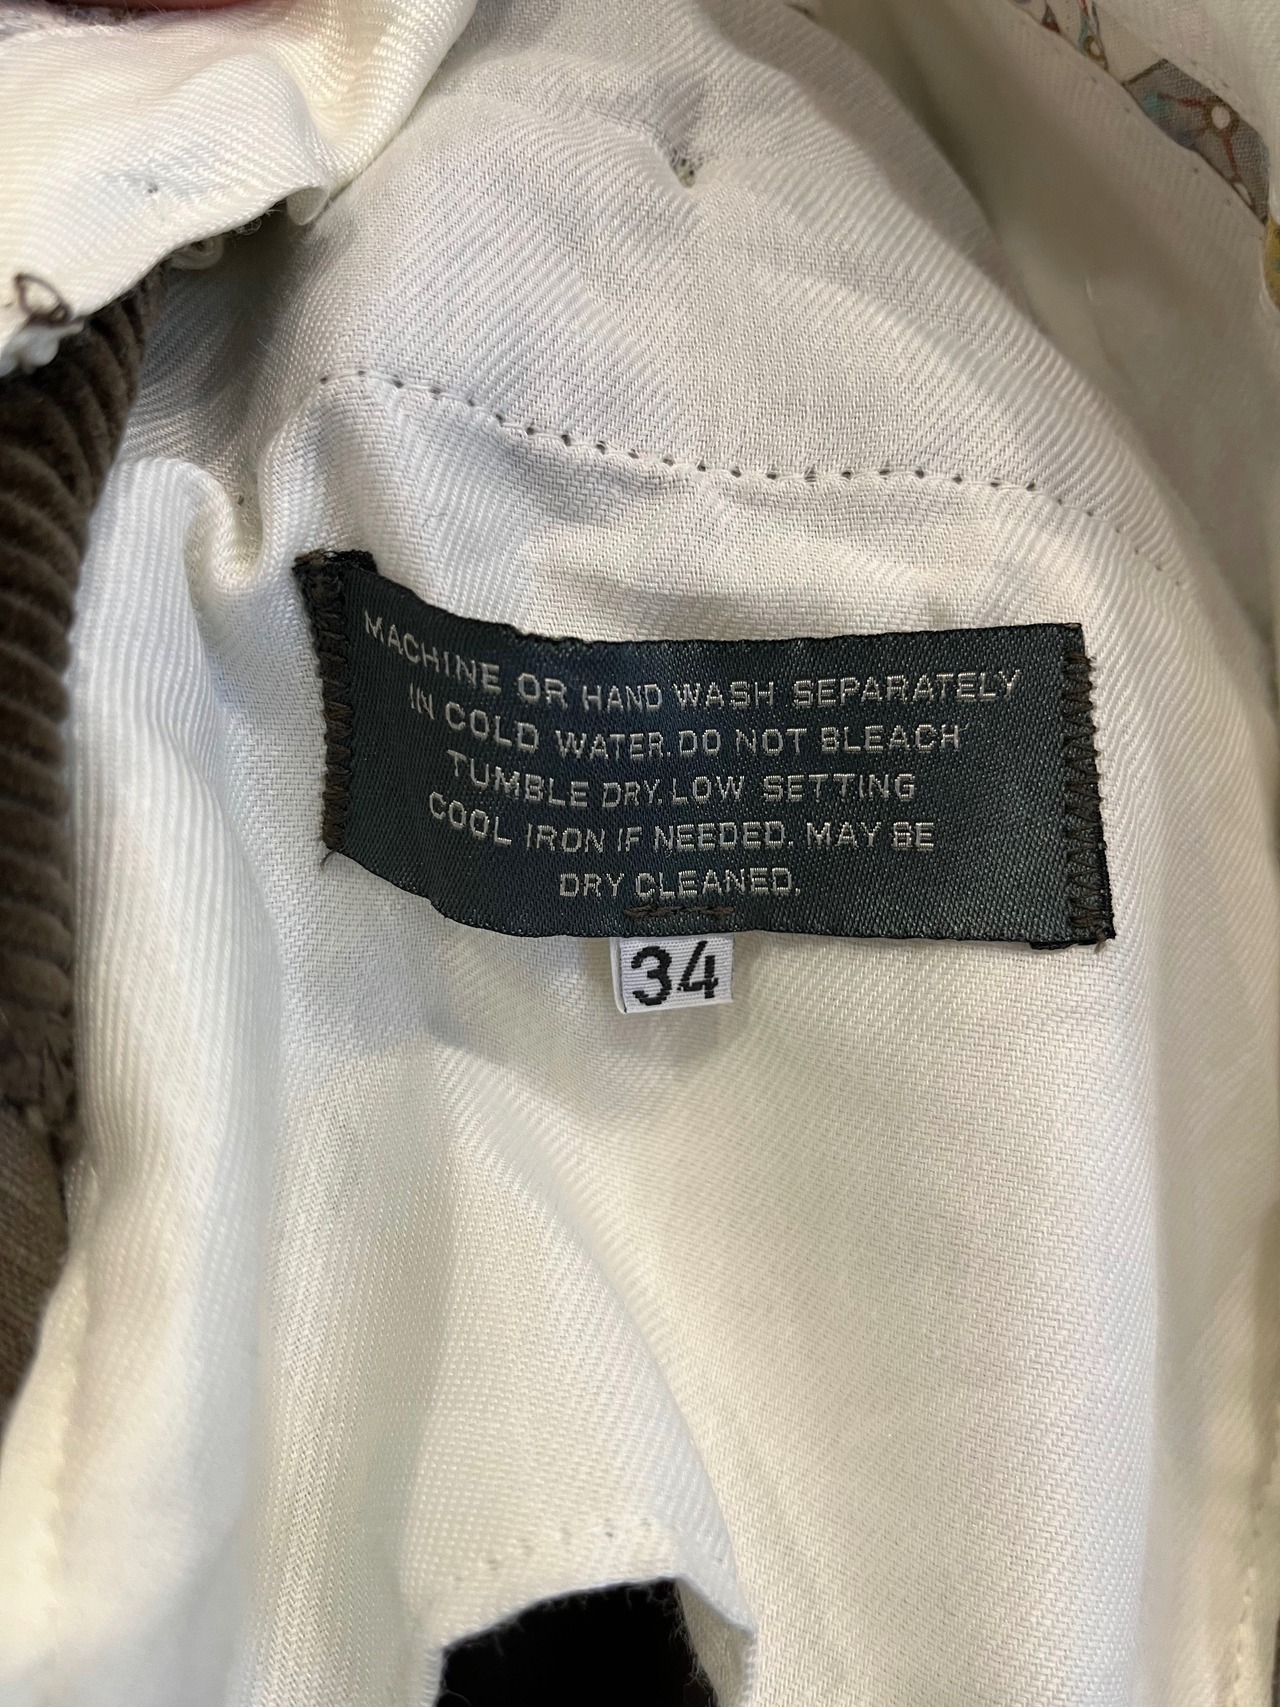 MACHINE OR HAND WASH SEPARATELY
IN COLD WATER. DO NOT BLEACH
TUMBLE DRY. LOW SETTING
COOL IRON IF NEEDED. MAY BE
DRY CLEANED.
34